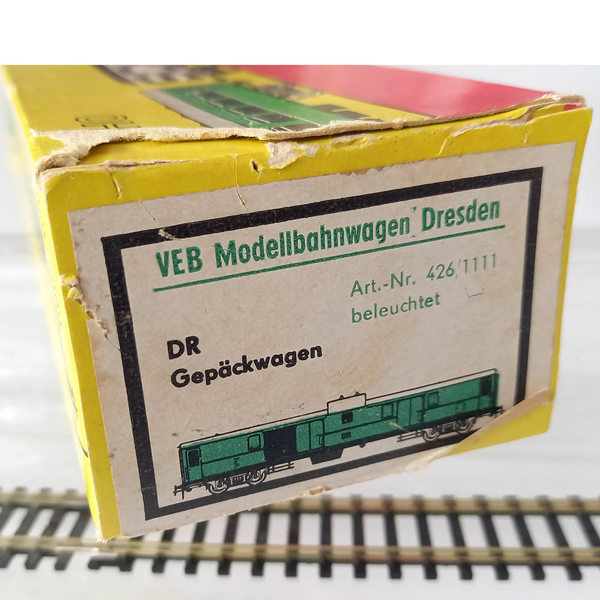 VEB Modellbahnwagen Dresden
Art.-Nr. 426/1111
beleuchtet
DR
Gepäckwagen